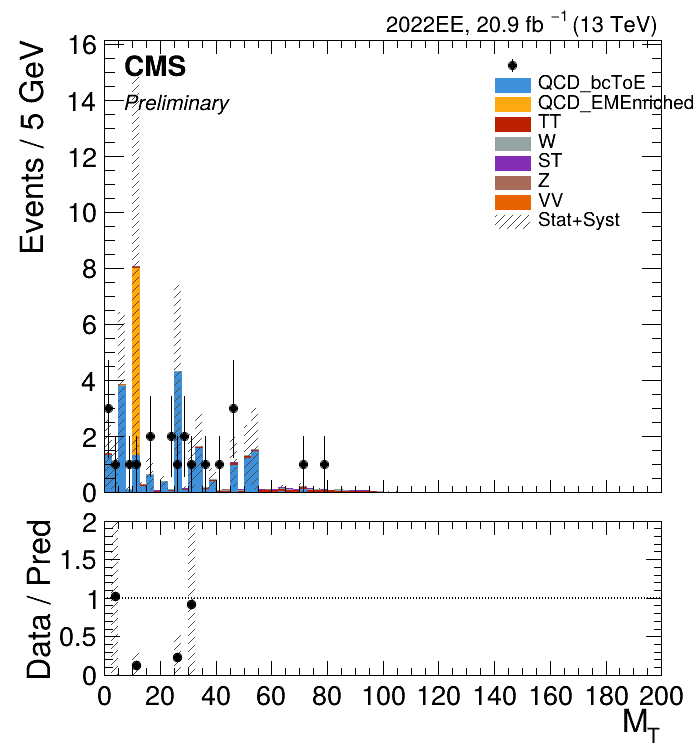 2022EE, 20.9 fb⁻¹ (13 TeV)
CMS
Preliminary
QCD_bcToE
QCD_EMEnriched
TT
W
ST
Z
VV
Stat+Syst
Events / 5 GeV
16
14
12
10
8
6
4
2
0
Data / Pred
2
1.5
1
0.5
0
0 20 40 60 80 100 120 140 160 180 200
M_T